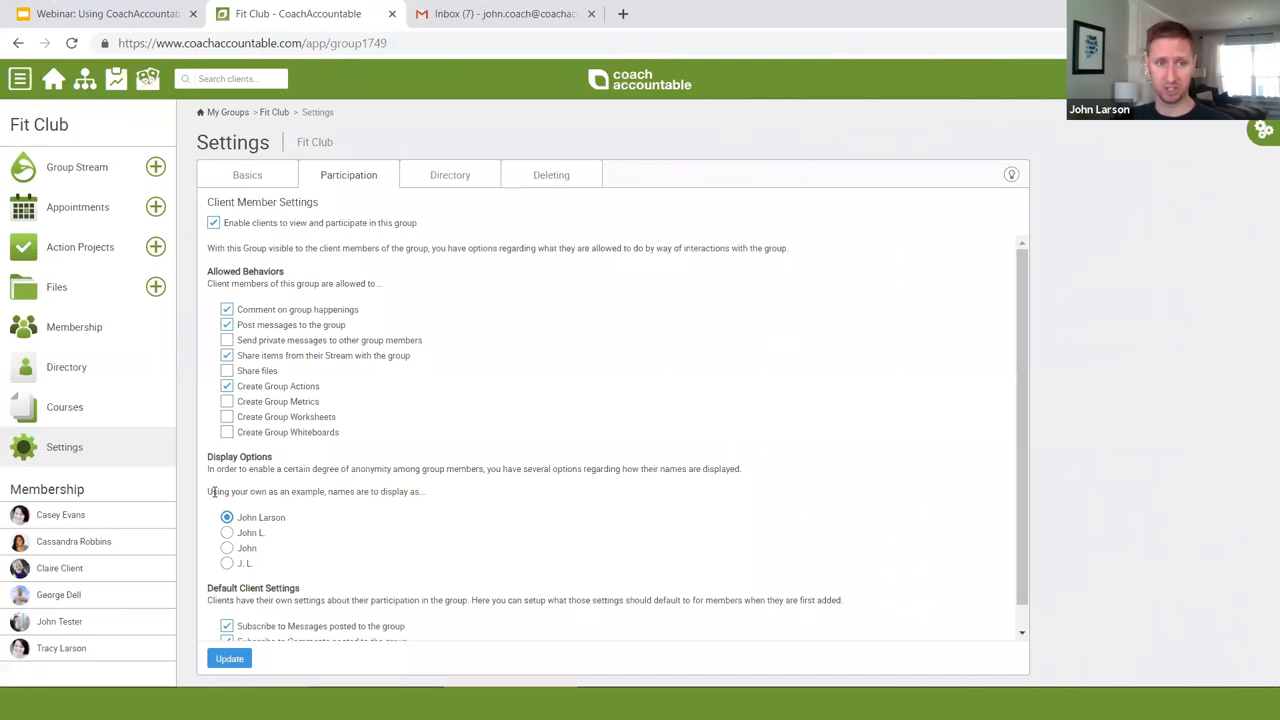 Webinar: Using CoachAccountabl
Fit Club - CoachAccountable
Inbox (7) - john.coach@coachac
https://www.coachaccountable.com/app/group1749
Search clients...
coach
accountable
John Larson
Fit Club
Group Stream
Appointments
Action Projects
Files
Membership
Directory
Courses
Settings
Membership
Casey Evans
Cassandra Robbins
Claire Client
George Dell
John Tester
Tracy Larson
My Groups > Fit Club > Settings
Settings | Fit Club
Basics
Participation
Directory
Deleting
Client Member Settings
Enable clients to view and participate in this group
With this Group visible to the client members of the group, you have options regarding what they are allowed to do by way of interactions with the group.
Allowed Behaviors
Client members of this group are allowed to...
Comment on group happenings
Post messages to the group
Send private messages to other group members
Share items from their Stream with the group
Share files
Create Group Actions
Create Group Metrics
Create Group Worksheets
Create Group Whiteboards
Display Options
In order to enable a certain degree of anonymity among group members, you have several options regarding how their names are displayed.
Using your own as an example, names are to display as...
John Larson
John L.
John
J. L.
Default Client Settings
Clients have their own settings about their participation in the group. Here you can setup what those settings should default to for members when they are first added.
Subscribe to Messages posted to the group
Subscribe to Comments posted to the group
Update